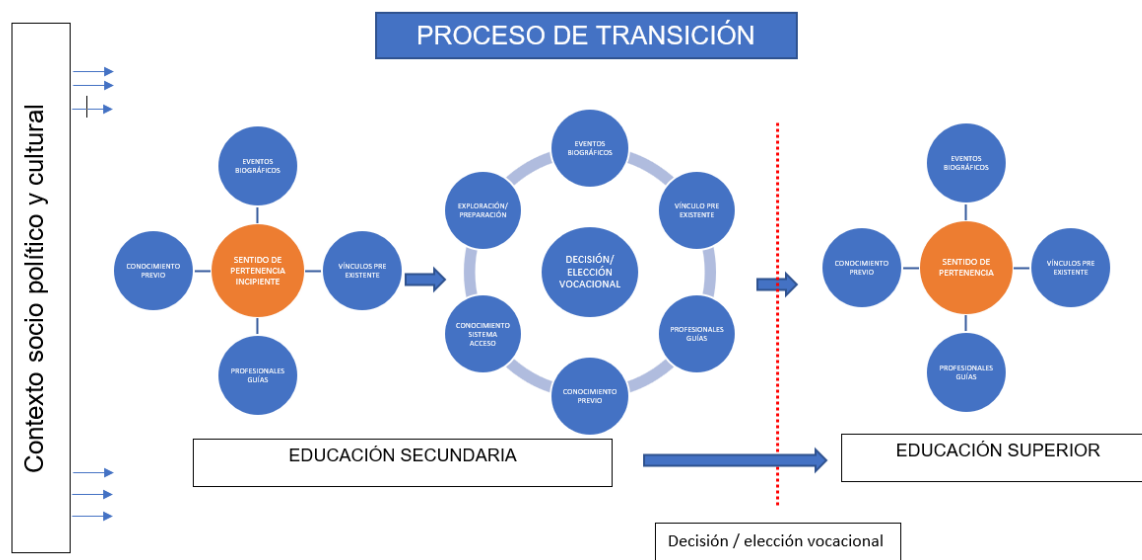 PROCESO DE TRANSICIÓN
Contexto socio político y cultural
EVENTOS
BIOGRÁFICOS
CONOCIMIENTO
PREVIO
SENTIDO DE
PERTENENCIA
INCIPIENTE
VÍNCULOS PRE
EXISTENTE
PROFESIONALES
GUÍAS
EVENTOS
BIOGRÁFICOS
EXPLORACIÓN/
PREPARACIÓN
VÍNCULO PRE
EXISTENTE
DECISIÓN/
ELECCIÓN
VOCACIONAL
CONOCIMIENTO
SISTEMA
ACCESO
PROFESIONALES
GUÍAS
CONOCIMIENTO
PREVIO
EVENTOS
BIOGRÁFICOS
CONOCIMIENTO
PREVIO
SENTIDO DE
PERTENENCIA
VÍNCULOS PRE
EXISTENTE
PROFESIONALES
GUÍAS
EDUCACIÓN SECUNDARIA
EDUCACIÓN SUPERIOR
Decisión / elección vocacional